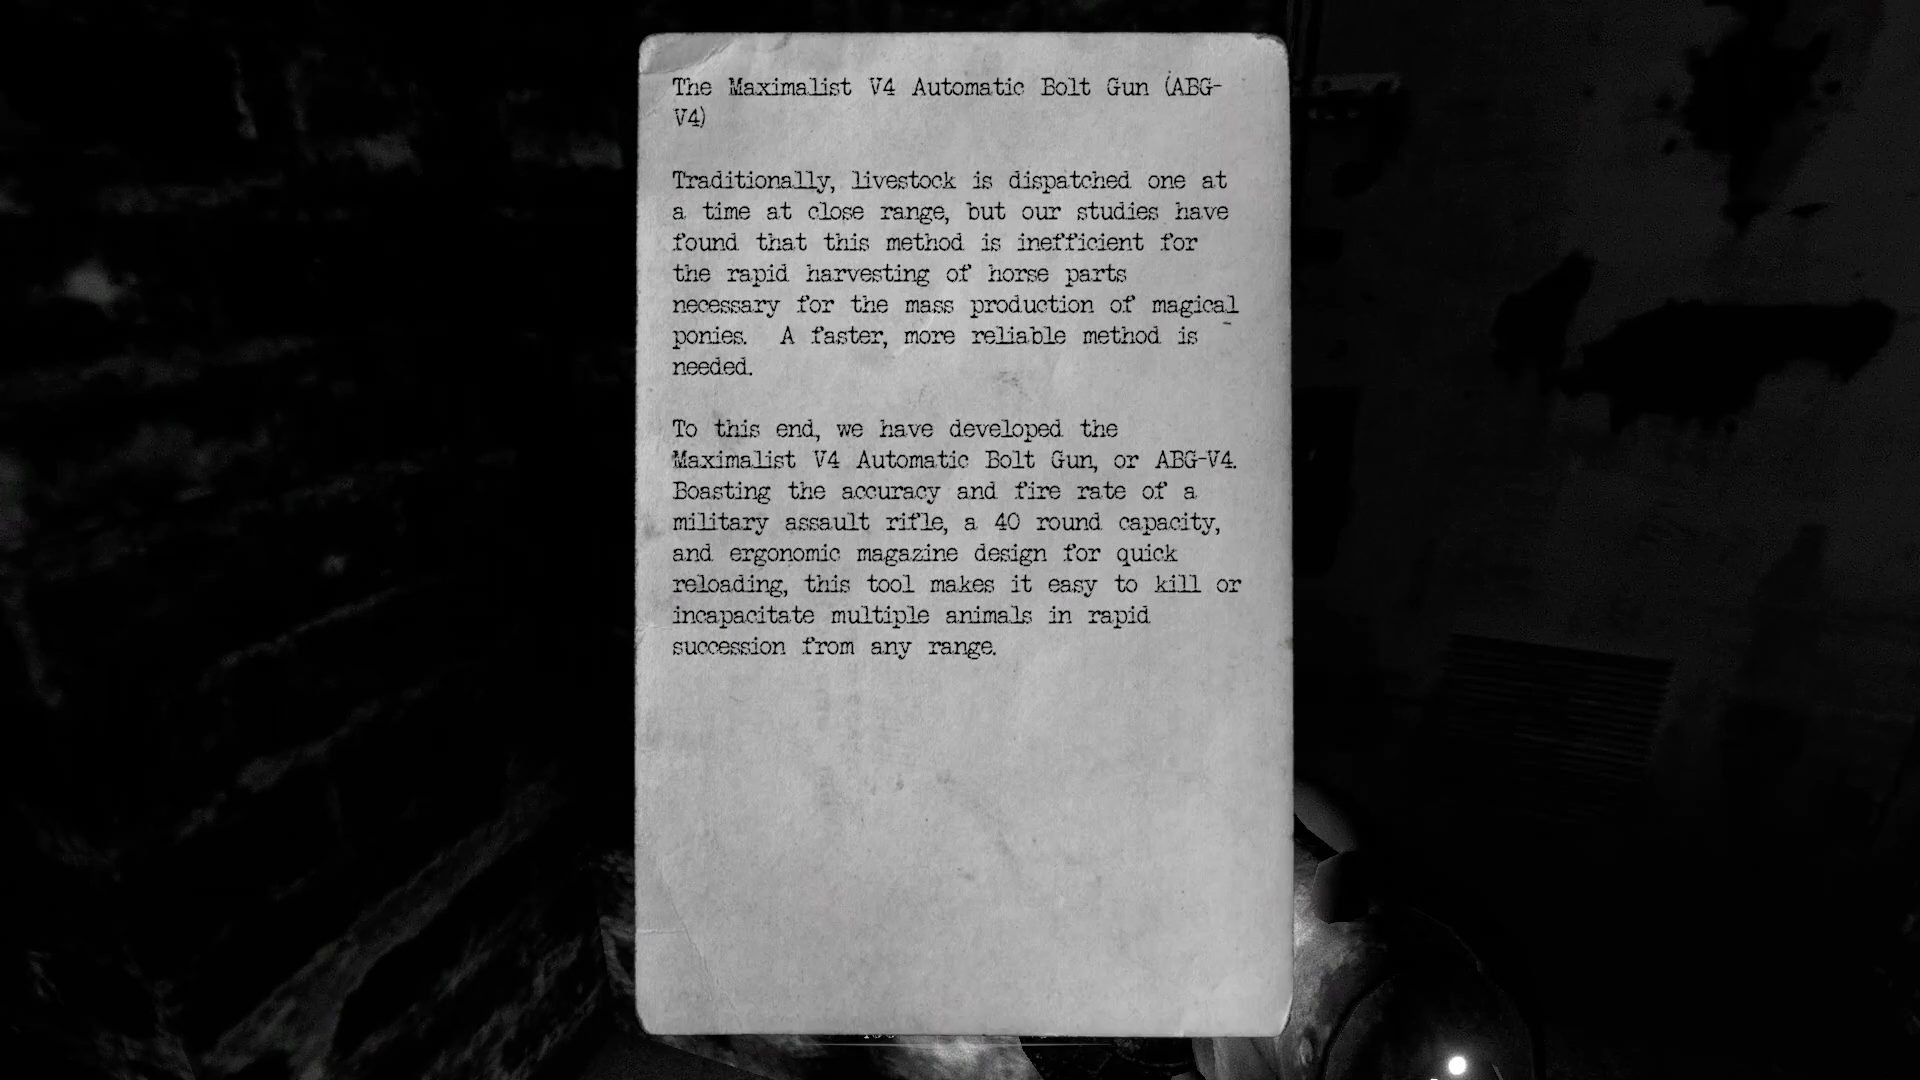 The Maximalist V4 Automatic Bolt Gun (ABG-
V4)
Traditionally, livestock is dispatched one at
a time at close range, but our studies have
found that this method is inefficient for
the rapid harvesting of horse parts
necessary for the mass production of magical
ponies.  A faster, more reliable method is
needed.
To this end, we have developed the
Maximalist V4 Automatic Bolt Gun, or ABG-V4.
Boasting the accuracy and fire rate of a
military assault rifle, a 40 round capacity,
and ergonomic magazine design for quick
reloading, this tool makes it easy to kill or
incapacitate multiple animals in rapid
succession from any range.